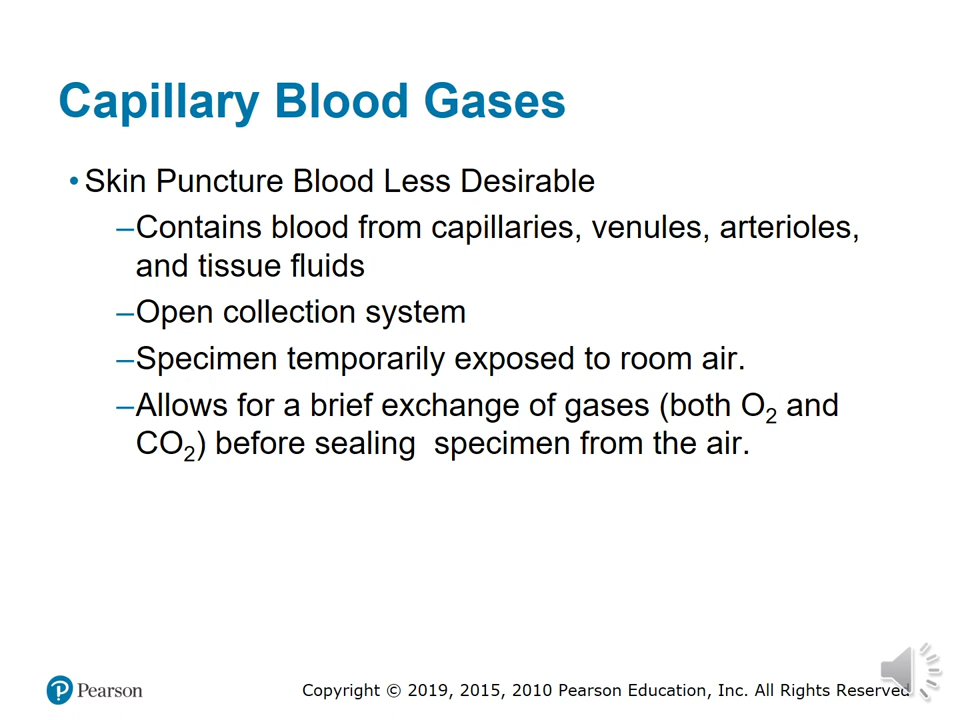 Capillary Blood Gases
• Skin Puncture Blood Less Desirable
–Contains blood from capillaries, venules, arterioles,
and tissue fluids
–Open collection system
–Specimen temporarily exposed to room air.
–Allows for a brief exchange of gases (both O₂ and
CO₂) before sealing  specimen from the air.
Pearson
Copyright © 2019, 2015, 2010 Pearson Education, Inc. All Rights Reserved